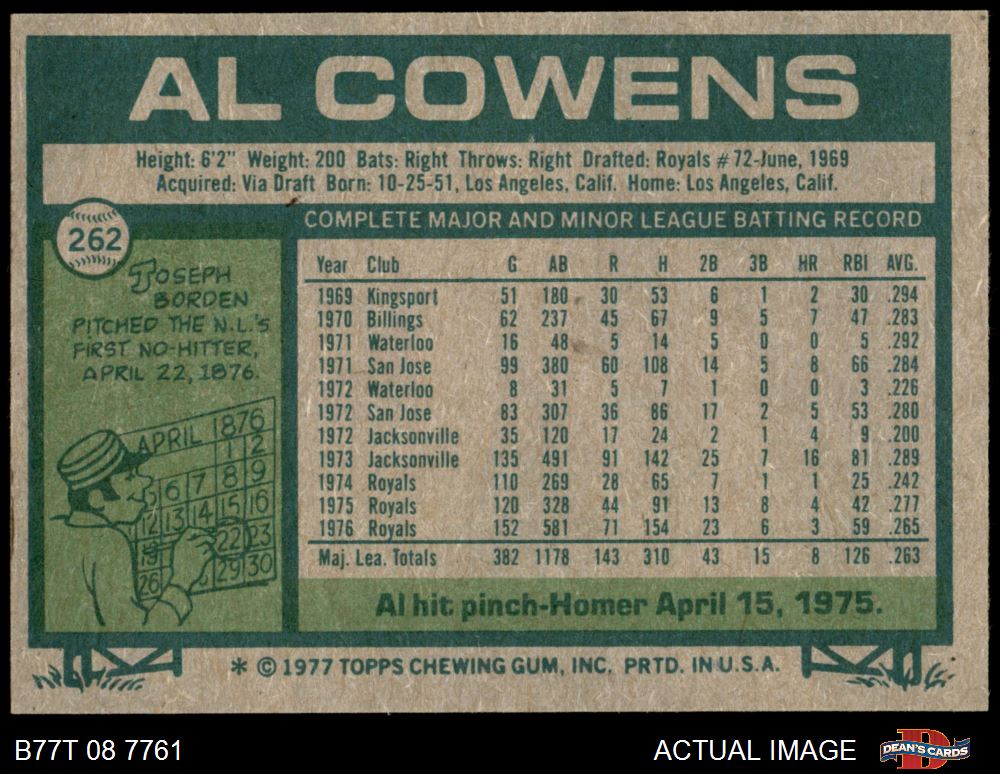 AL COWENS
Height: 6'2" Weight: 200 Bats: Right Throws: Right Drafted: Royals #72-June, 1969
Acquired: Via Draft Born: 10-25-51, Los Angeles, Calif. Home: Los Angeles, Calif.
262
JOSEPH
BORDEN
PITCHED THE N.L.'S
FIRST NO-HITTER,
APRIL 22, 1876.
APRIL 1876
1 2
5 6 7 8 9
12 13 14 15 16
19 22 23
26 29 30
COMPLETE MAJOR AND MINOR LEAGUE BATTING RECORD
Year Club G AB R H 2B 3B HR RBI AVG.
1969 Kingsport 51 180 30 53 6 1 2 30 .294
1970 Billings 62 237 45 67 9 5 7 47 .283
1971 Waterloo 16 48 5 14 5 0 0 5 .292
1971 San Jose 99 380 60 108 14 5 8 66 .284
1972 Waterloo 8 31 5 7 1 0 0 3 .226
1972 San Jose 83 307 36 86 17 2 5 53 .280
1972 Jacksonville 35 120 17 24 2 1 4 9 .200
1973 Jacksonville 135 491 91 142 25 7 16 81 .289
1974 Royals 110 269 28 65 7 1 1 25 .242
1975 Royals 120 328 44 91 13 8 4 42 .277
1976 Royals 152 581 71 154 23 6 3 59 .265
Maj. Lea. Totals 382 1178 143 310 43 15 8 126 .263
Al hit pinch-Homer April 15, 1975.
* © 1977 TOPPS CHEWING GUM, INC. PRTD. IN U.S.A.
B77T 08 7761
ACTUAL IMAGE
DEAN'S CARDS